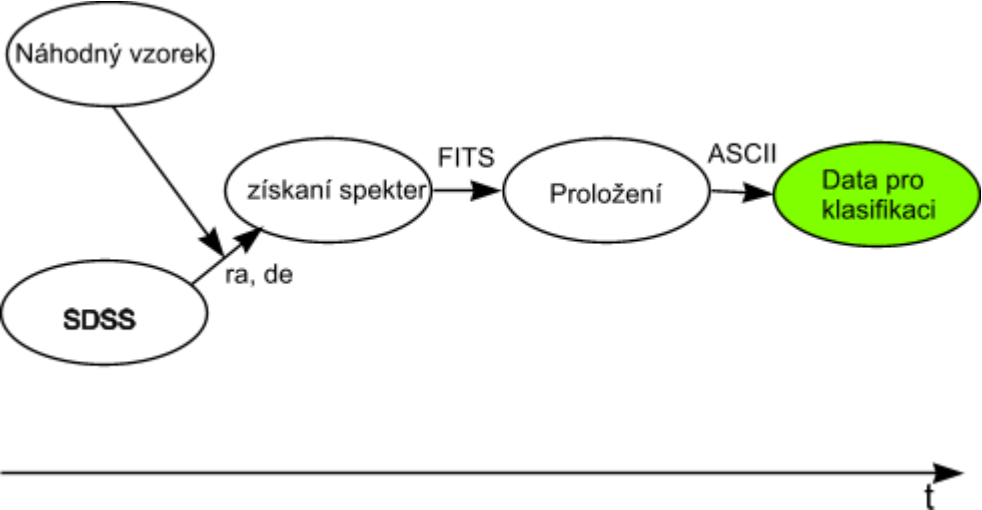 Náhodný vzorek
získaní spekter
FITS
Proložení
ASCII
Data pro
klasifikaci
ra, de
SDSS
t